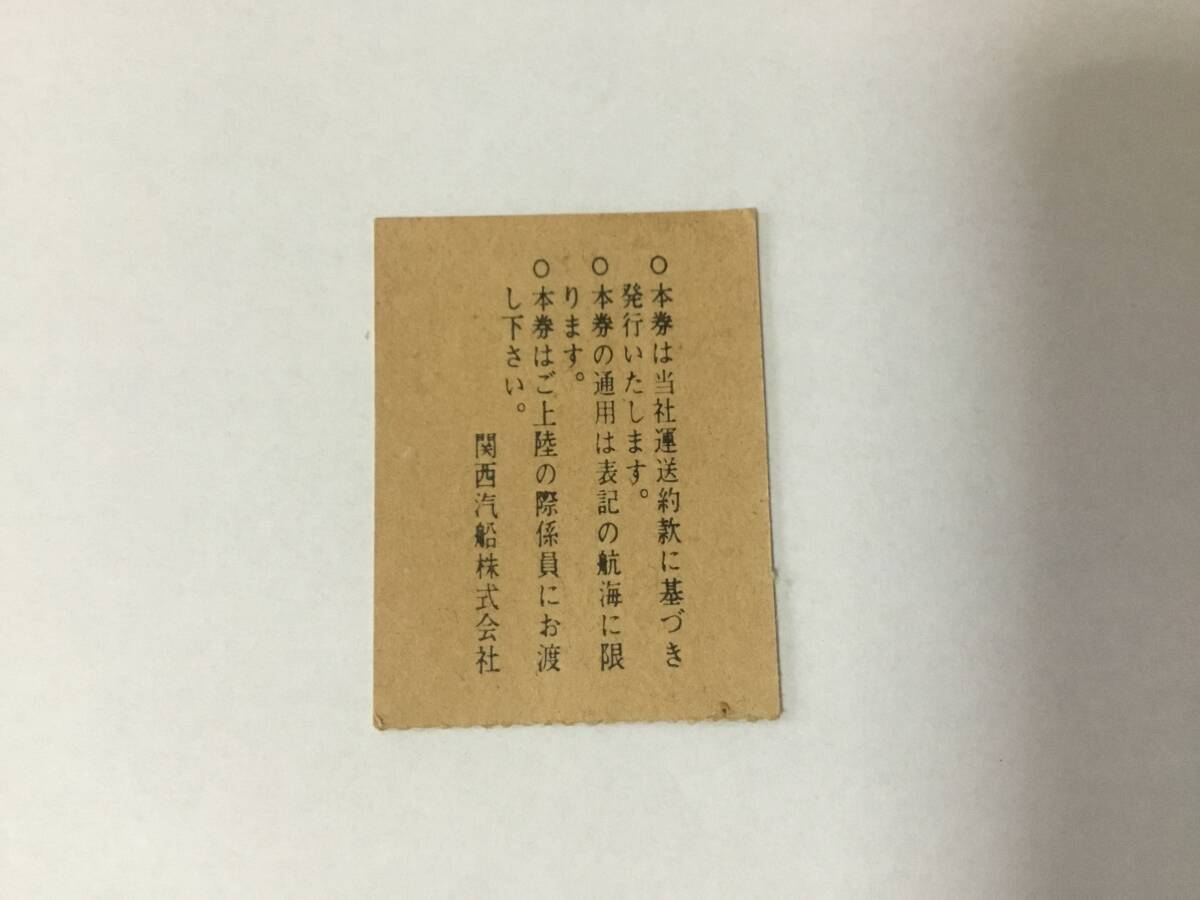 ○本券は当社運送約款に基づき
発行いたします。
○本券の通用は表記の航海に限
ります。
○本券はご上陸の際係員にお渡
し下さい。
関西汽船株式会社